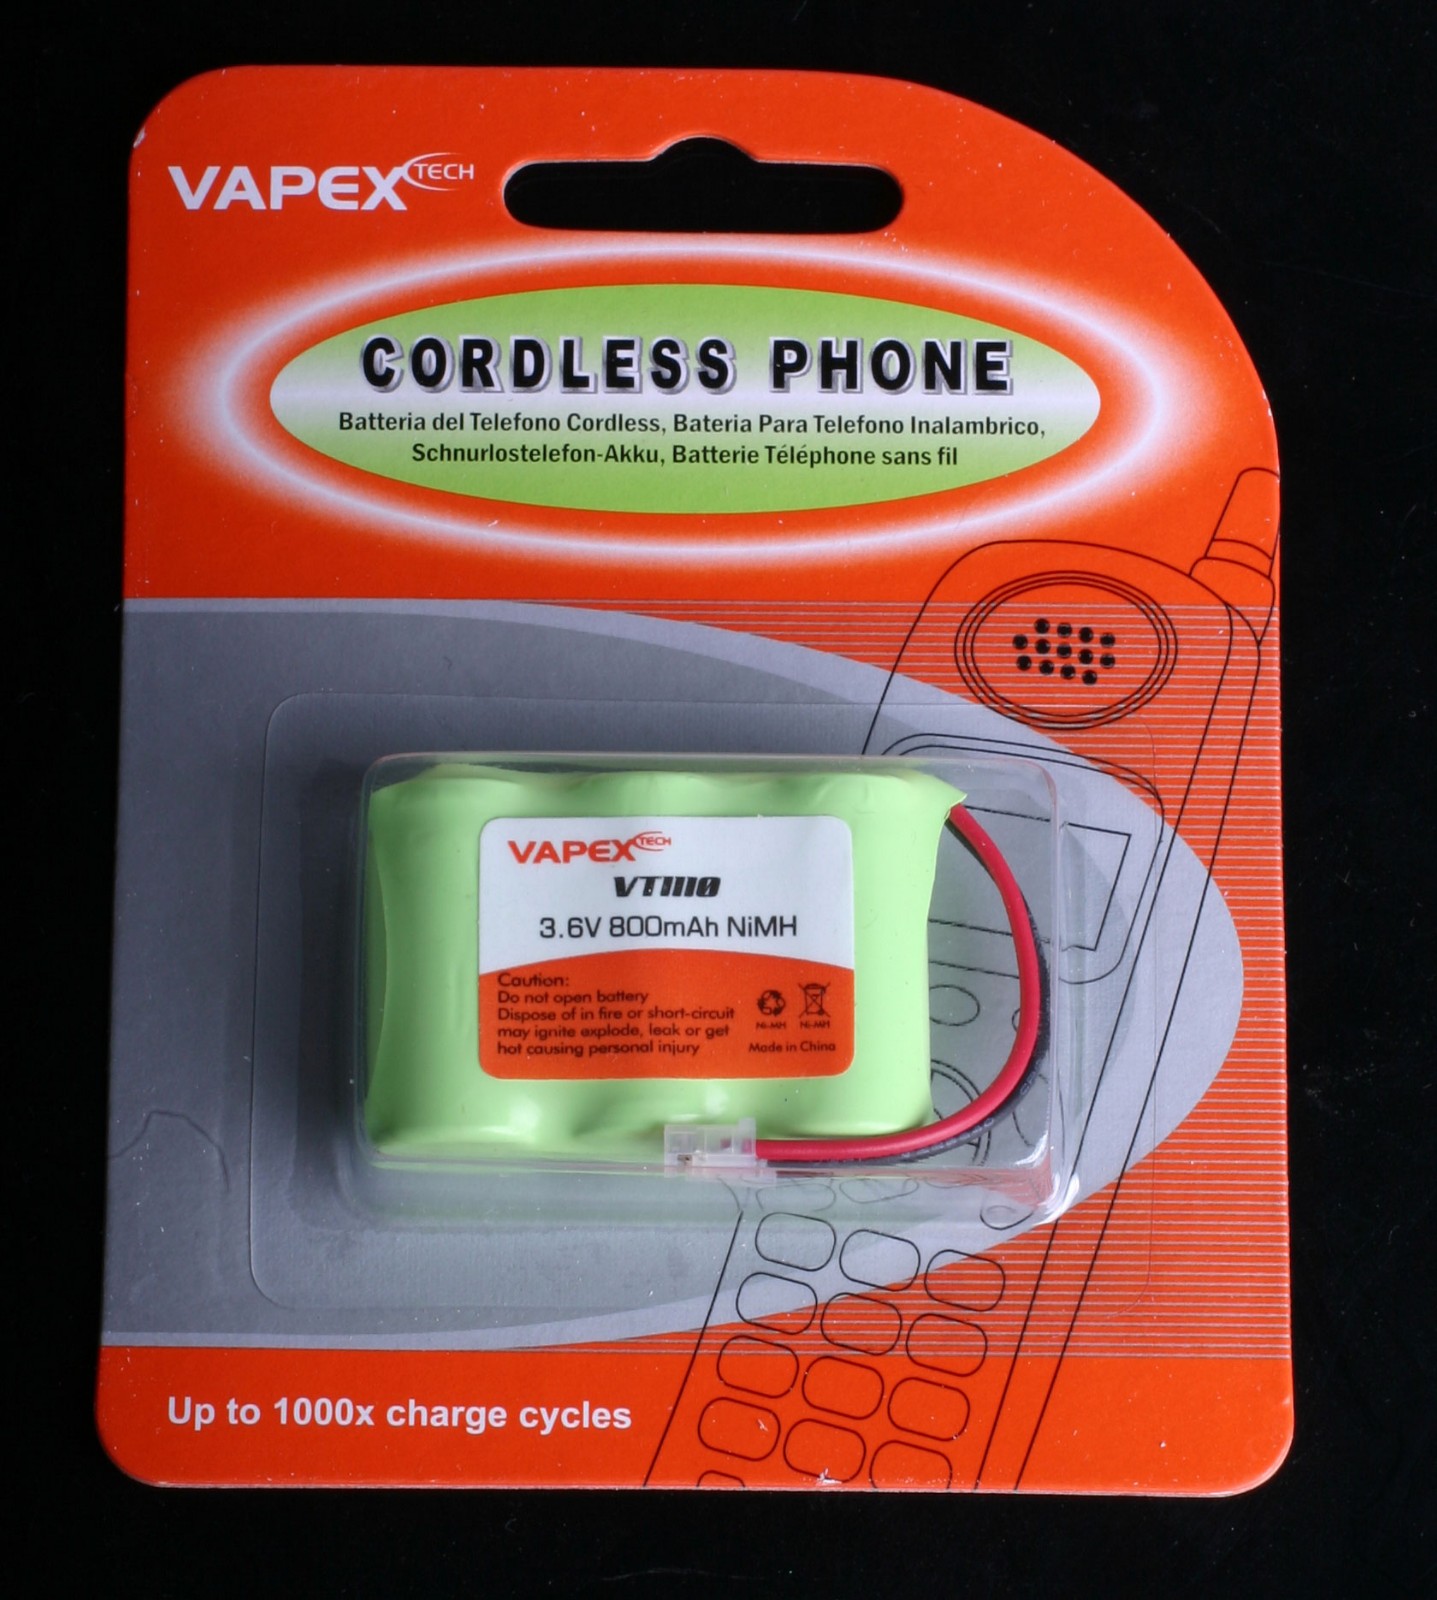 VAPEX TECH
CORDLESS PHONE
Batteria del Telefono Cordless, Bateria Para Telefono Inalambrico,
Schnurlostelefon-Akku, Batterie Téléphone sans fil
VAPEX TECH
VT1110
3.6V 800mAh NiMH
Caution:
Do not open battery
Dispose of in fire or short-circuit
may ignite explode, leak or get
hot causing personal injury
Ni-MH Ni-MH
Made in China
Up to 1000x charge cycles